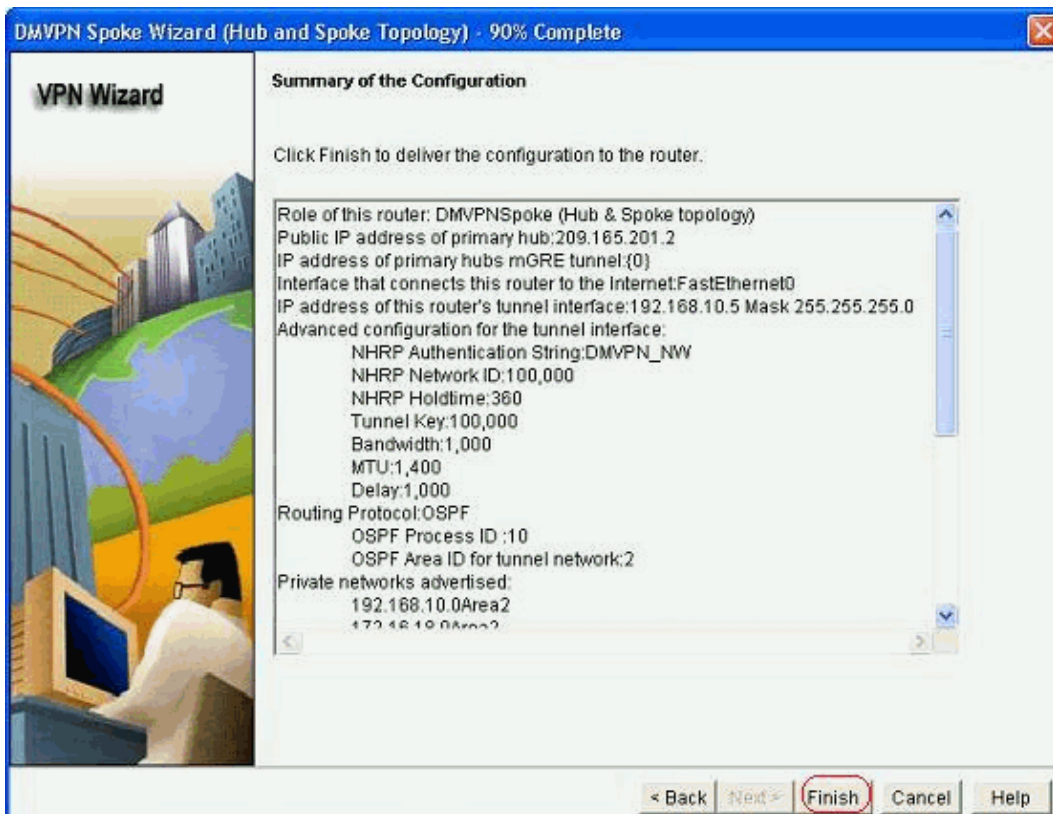 DMVPN Spoke Wizard (Hub and Spoke Topology) - 90% Complete
VPN Wizard
Summary of the Configuration
Click Finish to deliver the configuration to the router.
Role of this router: DMVPNSpoke (Hub & Spoke topology)
Public IP address of primary hub:209.165.201.2
IP address of primary hubs mGRE tunnel:{0}
Interface that connects this router to the Internet:FastEthernet0
IP address of this router's tunnel interface:192.168.10.5 Mask 255.255.255.0
Advanced configuration for the tunnel interface:
NHRP Authentication String:DMVPN_NW
NHRP Network ID:100,000
NHRP Holdtime:360
Tunnel Key:100,000
Bandwidth:1,000
MTU:1,400
Delay:1,000
Routing Protocol:OSPF
OSPF Process ID :10
OSPF Area ID for tunnel network:2
Private networks advertised:
192.168.10.0Area2
172.16.18.0Area2
< Back Next > Finish Cancel Help